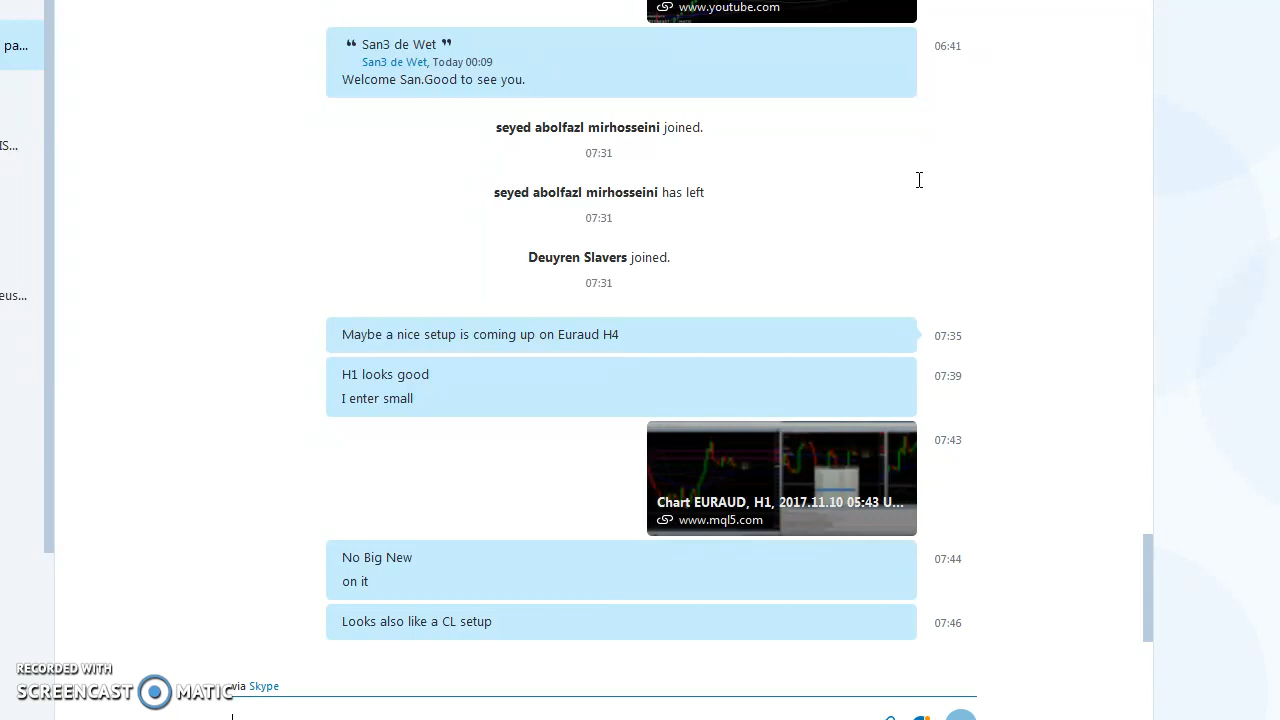 www.youtube.com
pa...
❝ San3 de Wet ❞
06:41
San3 de Wet, Today 00:09
Welcome San.Good to see you.
seyed abolfazl mirhosseini joined.
IS...
07:31
seyed abolfazl mirhosseini has left
07:31
Deuyren Slavers joined.
07:31
eus...
Maybe a nice setup is coming up on Euraud H4
07:35
H1 looks good
07:39
I enter small
07:43
Chart EURAUD, H1, 2017.11.10 05:43 U...
www.mql5.com
No Big New
07:44
on it
Looks also like a CL setup
07:46
RECORDED WITH
SCREENCAST MATIC
via Skype